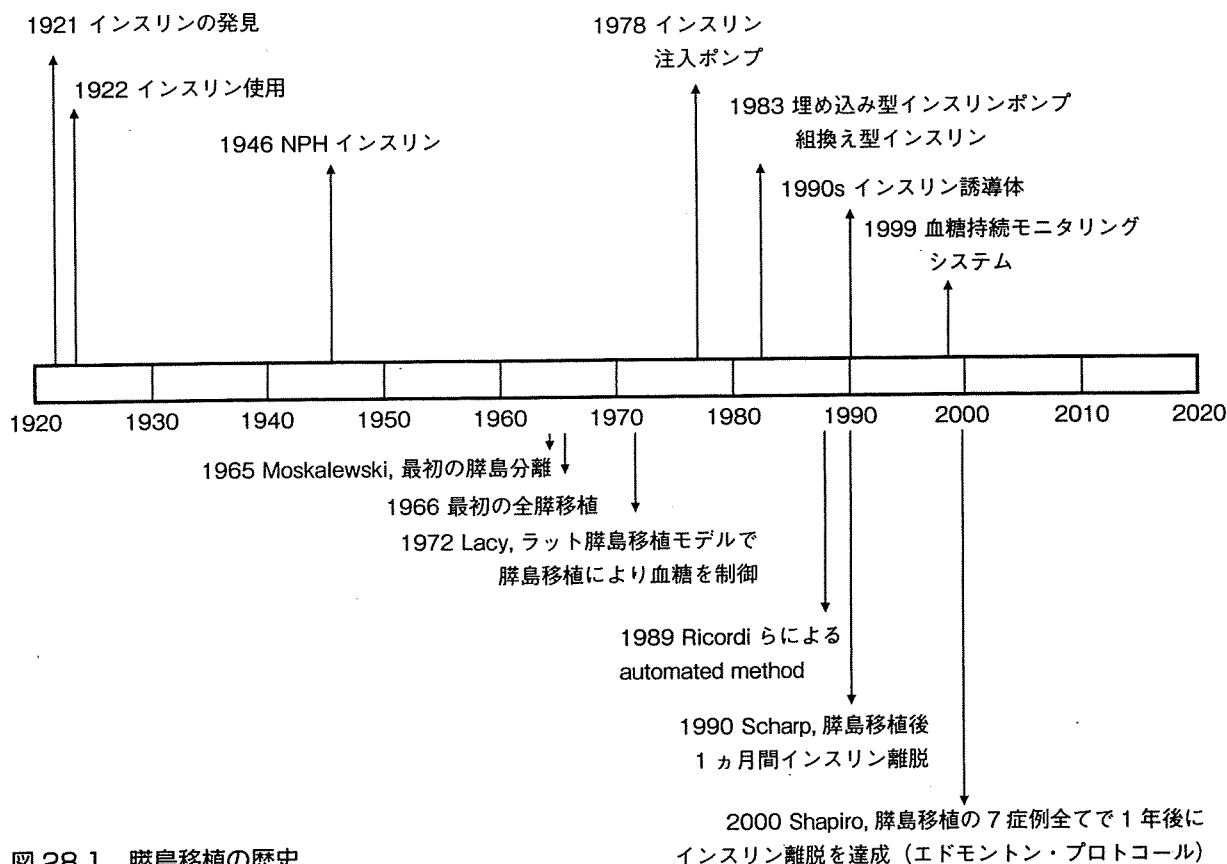 1921 インスリンの発見
1922 インスリン使用
1946 NPH インスリン
1978 インスリン
注入ポンプ
1983 埋め込み型インスリンポンプ
組換え型インスリン
1990s インスリン誘導体
1999 血糖持続モニタリング
システム
1920 1930 1940 1950 1960 1970 1980 1990 2000 2010 2020
1965 Moskalewski, 最初の膵島分離
1966 最初の全膵移植
1972 Lacy, ラット膵島移植モデルで
膵島移植により血糖を制御
1989 Ricordi らによる
automated method
1990 Scharp, 膵島移植後
1 ヵ月間インスリン離脱
2000 Shapiro, 膵島移植の 7 症例全てで 1 年後に
インスリン離脱を達成（エドモントン・プロトコール）
図 28.1 膵島移植の歴史